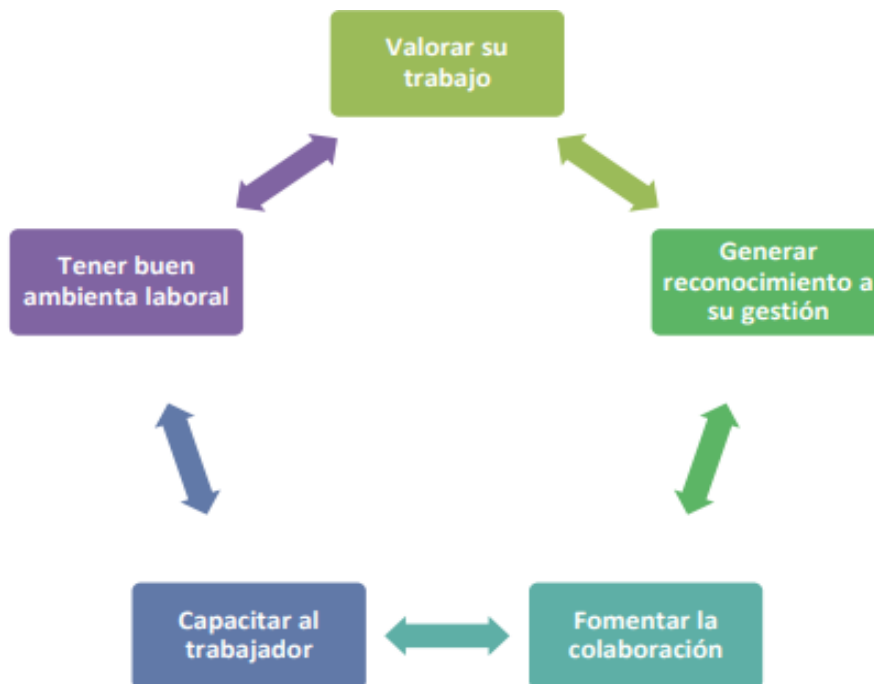 Valorar su
trabajo
Tener buen
ambienta laboral
Generar
reconocimiento a
su gestión
Capacitar al
trabajador
Fomentar la
colaboración